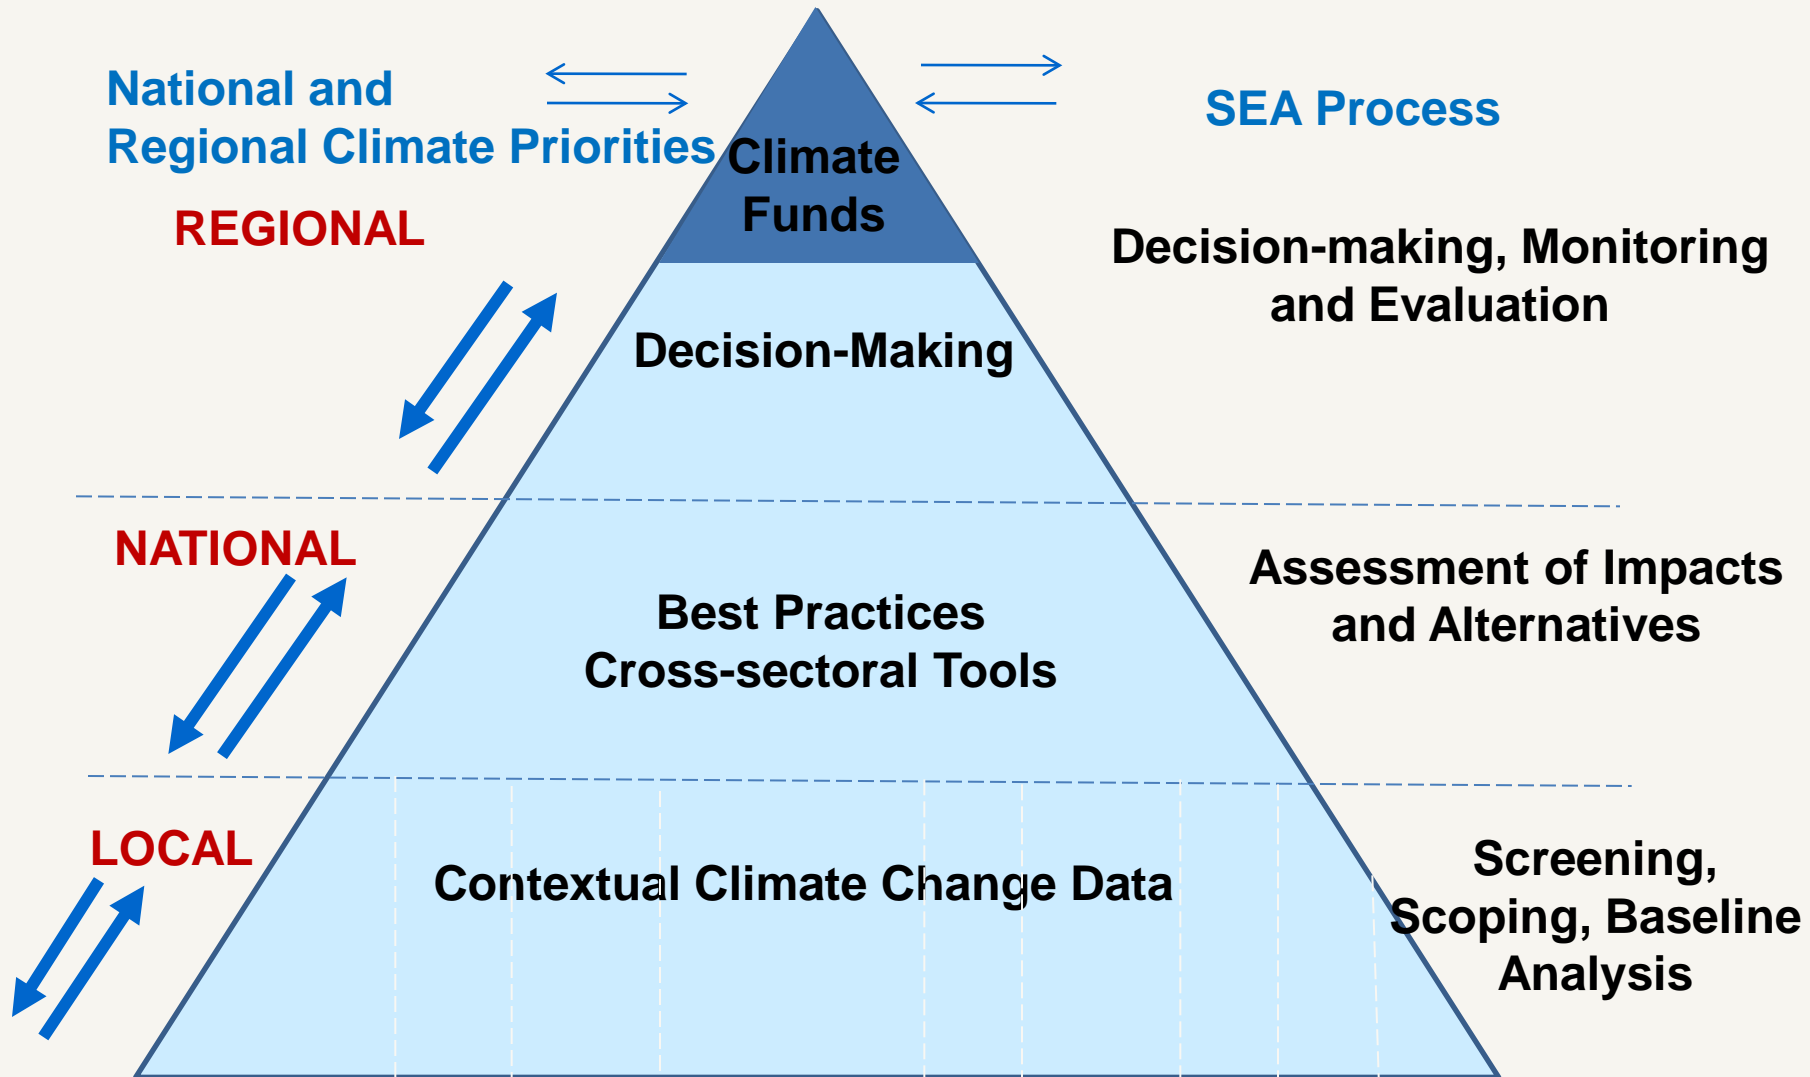 National and
Regional Climate Priorities
SEA Process
Climate
Funds
REGIONAL
Decision-making, Monitoring
and Evaluation
Decision-Making
NATIONAL
Assessment of Impacts
and Alternatives
Best Practices
Cross-sectoral Tools
LOCAL
Contextual Climate Change Data
Screening,
Scoping, Baseline
Analysis